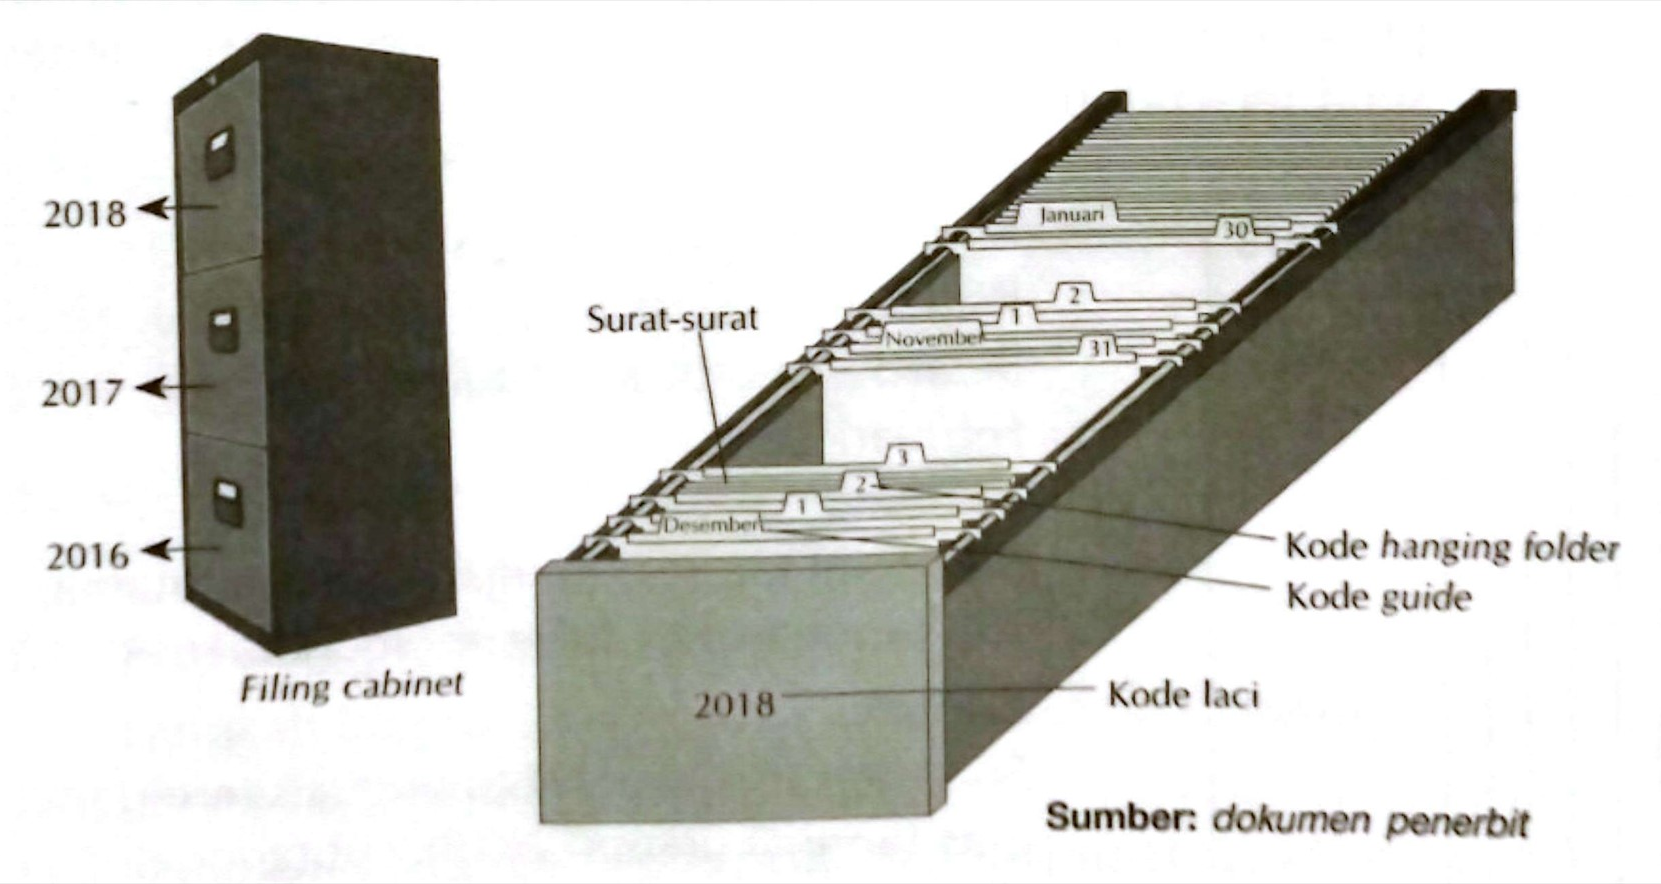 2018
2017
2016
Filing cabinet
Surat-surat
Januari
30
2
1
November
31
3
2
1
Desember
Kode hanging folder
Kode guide
2018
Kode laci
Sumber: dokumen penerbit